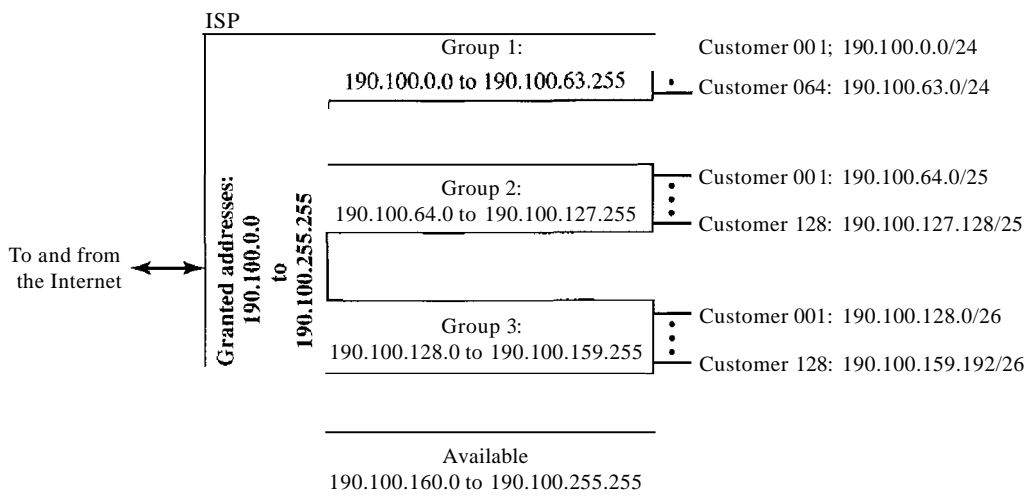 ISP
Group 1:
190.100.0.0 to 190.100.63.255
Customer 001; 190.100.0.0/24
Customer 064: 190.100.63.0/24
Group 2:
190.100.64.0 to 190.100.127.255
Customer 001: 190.100.64.0/25
Customer 128: 190.100.127.128/25
To and from
the Internet
Granted addresses:
190.100.0.0
to
190.100.255.255
Group 3:
190.100.128.0 to 190.100.159.255
Customer 001: 190.100.128.0/26
Customer 128: 190.100.159.192/26
Available
190.100.160.0 to 190.100.255.255